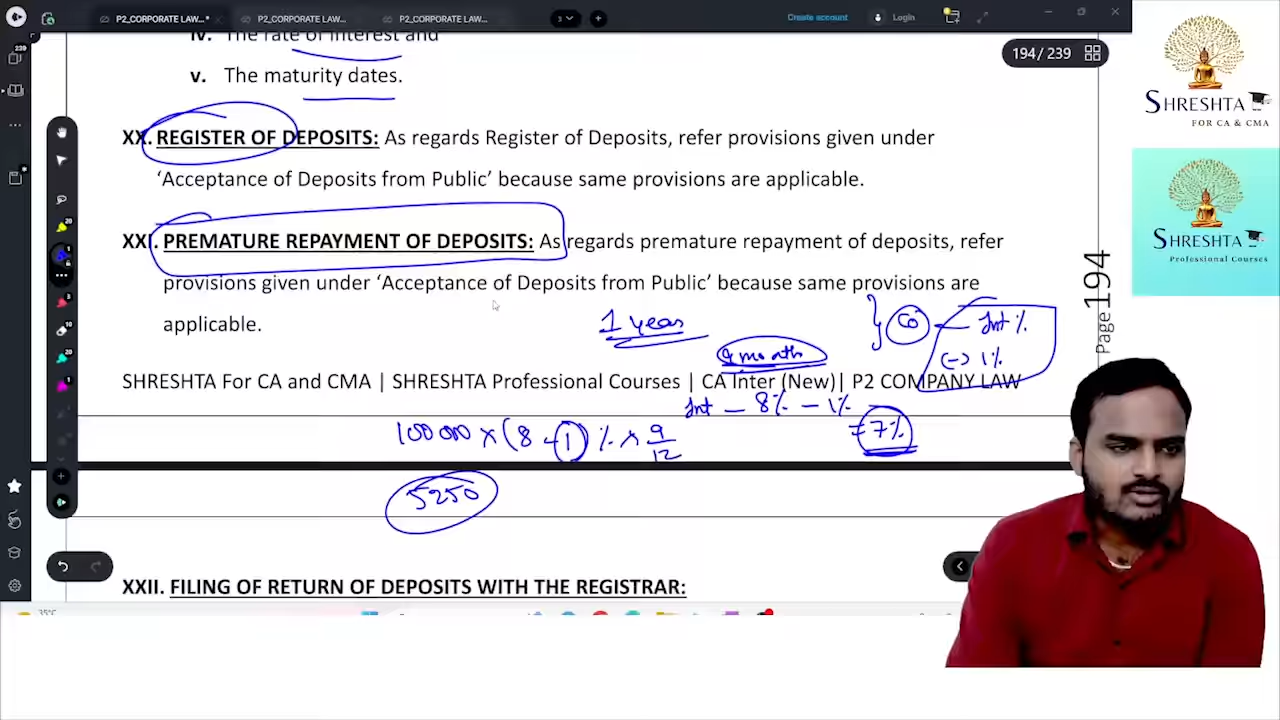 P2_CORPORATE LAW...* P2_CORPORATE LAW... P2_CORPORATE LAW... 3 Create account Login
239
iv. The rate of interest and
194/239
v. The maturity dates.
SHRESHTA
FOR CA & CMA
XX. REGISTER OF DEPOSITS: As regards Register of Deposits, refer provisions given under
‘Acceptance of Deposits from Public’ because same provisions are applicable.
XXI. PREMATURE REPAYMENT OF DEPOSITS: As regards premature repayment of deposits, refer
provisions given under ‘Acceptance of Deposits from Public’ because same provisions are
applicable.
SHRESHTA
Professional Courses
Page 194
1 year
Co Int %
(-) 1%
9 month
SHRESHTA For CA and CMA | SHRESHTA Professional Courses | CA Inter (New)| P2 COMPANY LAW
Int - 8% - 1%
= 7%
100000 x (8 - 1) % x 9/12
5250
XXII. FILING OF RETURN OF DEPOSITS WITH THE REGISTRAR:
35°C